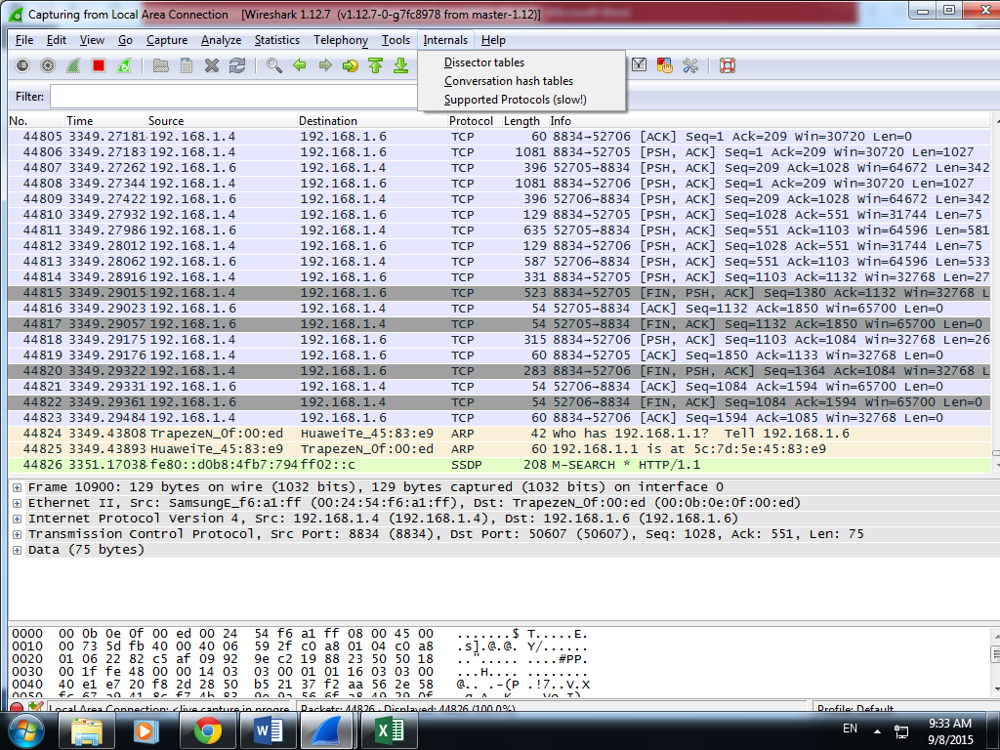 Capturing from Local Area Connection [Wireshark 1.12.7 (v1.12.7-0-g7fc8978 from master-1.12)]
File Edit View Go Capture Analyze Statistics Telephony Tools Internals Help
Dissector tables
Conversation hash tables
Supported Protocols (slow!)
Filter:
No. Time Source Destination Protocol Length Info
44805 3349.27181 192.168.1.4 192.168.1.6 TCP 60 8834→52706 [ACK] Seq=1 Ack=209 Win=30720 Len=0
44806 3349.27183 192.168.1.4 192.168.1.6 TCP 1081 8834→52705 [PSH, ACK] Seq=1 Ack=209 Win=30720 Len=1027
44807 3349.27262 192.168.1.6 192.168.1.4 TCP 396 52705→8834 [PSH, ACK] Seq=209 Ack=1028 Win=64672 Len=342
44808 3349.27344 192.168.1.4 192.168.1.6 TCP 1081 8834→52706 [PSH, ACK] Seq=1 Ack=209 Win=30720 Len=1027
44809 3349.27422 192.168.1.6 192.168.1.4 TCP 396 52706→8834 [PSH, ACK] Seq=209 Ack=1028 Win=64672 Len=342
44810 3349.27932 192.168.1.4 192.168.1.6 TCP 129 8834→52705 [PSH, ACK] Seq=1028 Ack=551 Win=31744 Len=75
44811 3349.27986 192.168.1.6 192.168.1.4 TCP 635 52705→8834 [PSH, ACK] Seq=551 Ack=1103 Win=64596 Len=581
44812 3349.28012 192.168.1.4 192.168.1.6 TCP 129 8834→52706 [PSH, ACK] Seq=1028 Ack=551 Win=31744 Len=75
44813 3349.28062 192.168.1.6 192.168.1.4 TCP 587 52706→8834 [PSH, ACK] Seq=551 Ack=1103 Win=64596 Len=533
44814 3349.28916 192.168.1.4 192.168.1.6 TCP 331 8834→52705 [PSH, ACK] Seq=1103 Ack=1132 Win=32768 Len=27
44815 3349.29015 192.168.1.4 192.168.1.6 TCP 523 8834→52705 [FIN, PSH, ACK] Seq=1380 Ack=1132 Win=32768 L
44816 3349.29023 192.168.1.6 192.168.1.4 TCP 54 52705→8834 [ACK] Seq=1132 Ack=1850 Win=65700 Len=0
44817 3349.29057 192.168.1.6 192.168.1.4 TCP 54 52705→8834 [FIN, ACK] Seq=1132 Ack=1850 Win=65700 Len=0
44818 3349.29175 192.168.1.4 192.168.1.6 TCP 315 8834→52706 [PSH, ACK] Seq=1103 Ack=1084 Win=32768 Len=26
44819 3349.29176 192.168.1.4 192.168.1.6 TCP 60 8834→52705 [ACK] Seq=1850 Ack=1133 Win=32768 Len=0
44820 3349.29322 192.168.1.4 192.168.1.6 TCP 283 8834→52706 [FIN, PSH, ACK] Seq=1364 Ack=1084 Win=32768 L
44821 3349.29331 192.168.1.6 192.168.1.4 TCP 54 52706→8834 [ACK] Seq=1084 Ack=1594 Win=65700 Len=0
44822 3349.29361 192.168.1.6 192.168.1.4 TCP 54 52706→8834 [FIN, ACK] Seq=1084 Ack=1594 Win=65700 Len=0
44823 3349.29484 192.168.1.4 192.168.1.6 TCP 60 8834→52706 [ACK] Seq=1594 Ack=1085 Win=32768 Len=0
44824 3349.43808 TrapezeN_0f:00:ed HuaweiTe_45:83:e9 ARP 42 Who has 192.168.1.1? Tell 192.168.1.6
44825 3349.43893 HuaweiTe_45:83:e9 TrapezeN_0f:00:ed ARP 60 192.168.1.1 is at 5c:7d:5e:45:83:e9
44826 3351.17038 fe80::d0b8:4fb7:794 ff02::c SSDP 208 M-SEARCH * HTTP/1.1
Frame 10900: 129 bytes on wire (1032 bits), 129 bytes captured (1032 bits) on interface 0
Ethernet II, Src: SamsungE_f6:a1:ff (00:24:54:f6:a1:ff), Dst: TrapezeN_0f:00:ed (00:0b:0e:0f:00:ed)
Internet Protocol Version 4, Src: 192.168.1.4 (192.168.1.4), Dst: 192.168.1.6 (192.168.1.6)
Transmission Control Protocol, Src Port: 8834 (8834), Dst Port: 50607 (50607), Seq: 1028, Ack: 551, Len: 75
Data (75 bytes)
0000 00 0b 0e 0f 00 ed 00 24 54 f6 a1 ff 08 00 45 00 .......$ T.....E.
0010 00 73 5d fb 40 00 40 06 59 2f c0 a8 01 04 c0 a8 .s].@.@. Y/......
0020 01 06 22 82 c5 af 09 92 9e c2 19 88 23 50 50 18 .."..... ....#PP.
0030 00 1f fe 48 00 00 14 03 03 00 01 01 16 03 03 00 ...H.... ........
0040 40 e1 e7 20 f8 2d 28 50 b5 21 37 f2 aa 56 2e 58 @.. .-(P .!7..V.X
Local Area Connection: <live capture in progre Packets: 44826 · Displayed: 44826 (100.0%) Profile: Default
EN 9:33 AM
9/8/2015